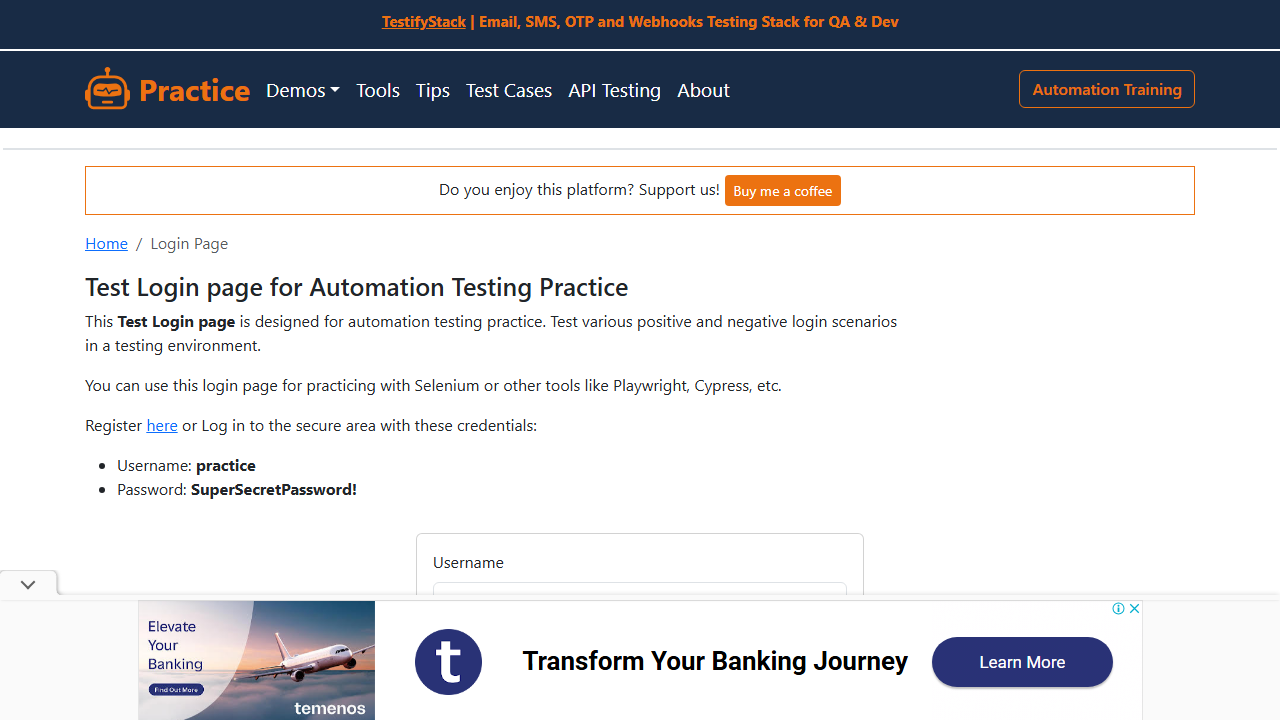 TestifyStack | Email, SMS, OTP and Webhooks Testing Stack for QA & Dev
Practice Demos Tools Tips Test Cases API Testing About Automation Training
Do you enjoy this platform? Support us! Buy me a coffee
Home / Login Page
Test Login page for Automation Testing Practice
This Test Login page is designed for automation testing practice. Test various positive and negative login scenarios
in a testing environment.
You can use this login page for practicing with Selenium or other tools like Playwright, Cypress, etc.
Register here or Log in to the secure area with these credentials:
Username: practice
Password: SuperSecretPassword!
Username
Elevate
Your
Banking
Find Out More
temenos
t
Transform Your Banking Journey
Learn More